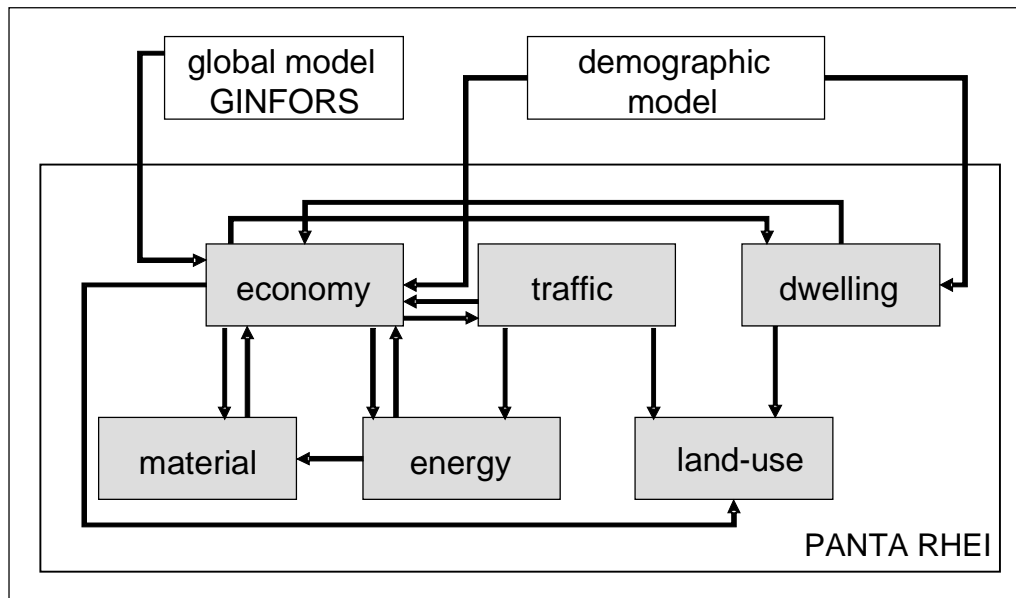 global model
GINFORS
demographic
model
economy
traffic
dwelling
material
energy
land-use
PANTA RHEI